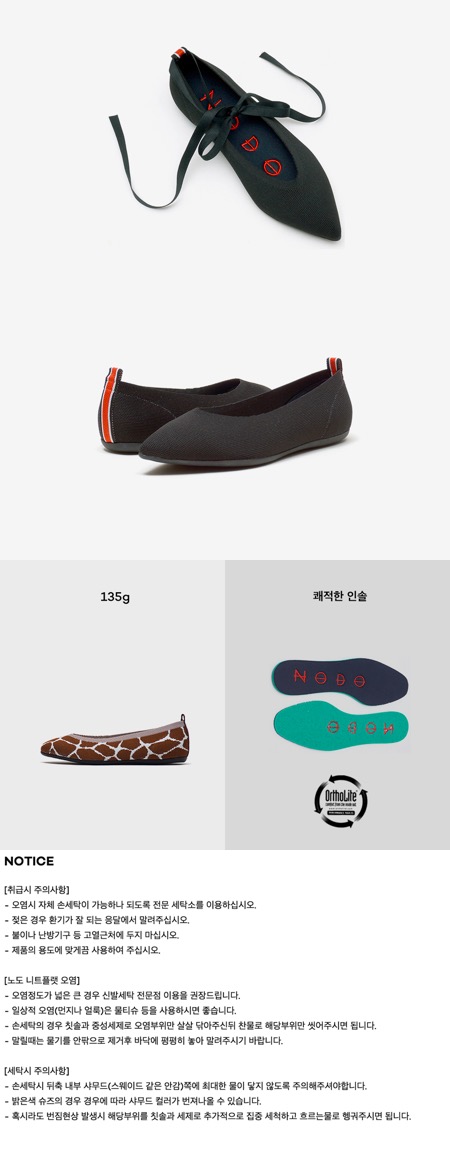 NODO
135g
쾌적한 인솔
NODO
NODO
OrthoLite
NOTICE
[취급시 주의사항]
- 오염시 자체 손세탁이 가능하나 되도록 전문 세탁소를 이용하십시오.
- 젖은 경우 환기가 잘 되는 응달에서 말려주십시오.
- 불이나 난방기구 등 고열근처에 두지 마십시오.
- 제품의 용도에 맞게끔 사용하여 주십시오.
[노도 니트플랫 오염]
- 오염정도가 넓은 큰 경우 신발세탁 전문점 이용을 권장드립니다.
- 일상적 오염(먼지나 얼룩)은 물티슈 등을 사용하시면 좋습니다.
- 손세탁의 경우 칫솔과 중성세제로 오염부위만 살살 닦아주신뒤 찬물로 해당부위만 씻어주시면 됩니다.
- 말릴때는 물기를 안팎으로 제거후 바닥에 평평히 놓아 말려주시기 바랍니다.
[세탁시 주의사항]
- 손세탁시 뒤축 내부 샤무드(스웨이드 같은 안감)쪽에 최대한 물이 닿지 않도록 주의해주셔야합니다.
- 밝은색 슈즈의 경우 경우에 따라 샤무드 컬러가 번져나올 수 있습니다.
- 혹시라도 번짐현상 발생시 해당부위를 칫솔과 세제로 추가적으로 집중 세척하고 흐르는물로 헹궈주시면 됩니다.